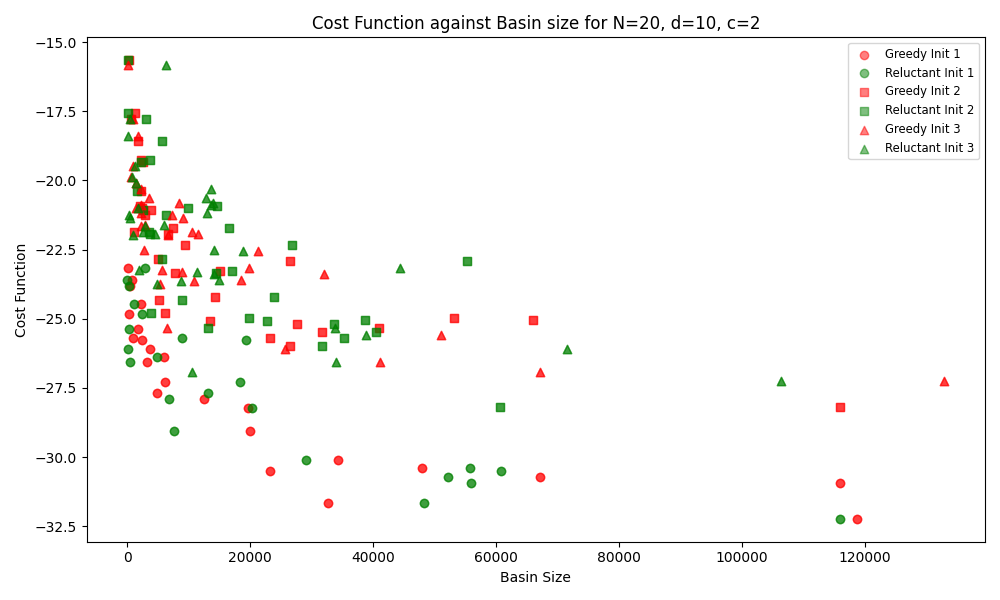 Cost Function against Basin size for N=20, d=10, c=2
Greedy Init 1
Reluctant Init 1
Greedy Init 2
Reluctant Init 2
Greedy Init 3
Reluctant Init 3
Cost Function
−15.0
−17.5
−20.0
−22.5
−25.0
−27.5
−30.0
−32.5
0 20000 40000 60000 80000 100000 120000
Basin Size